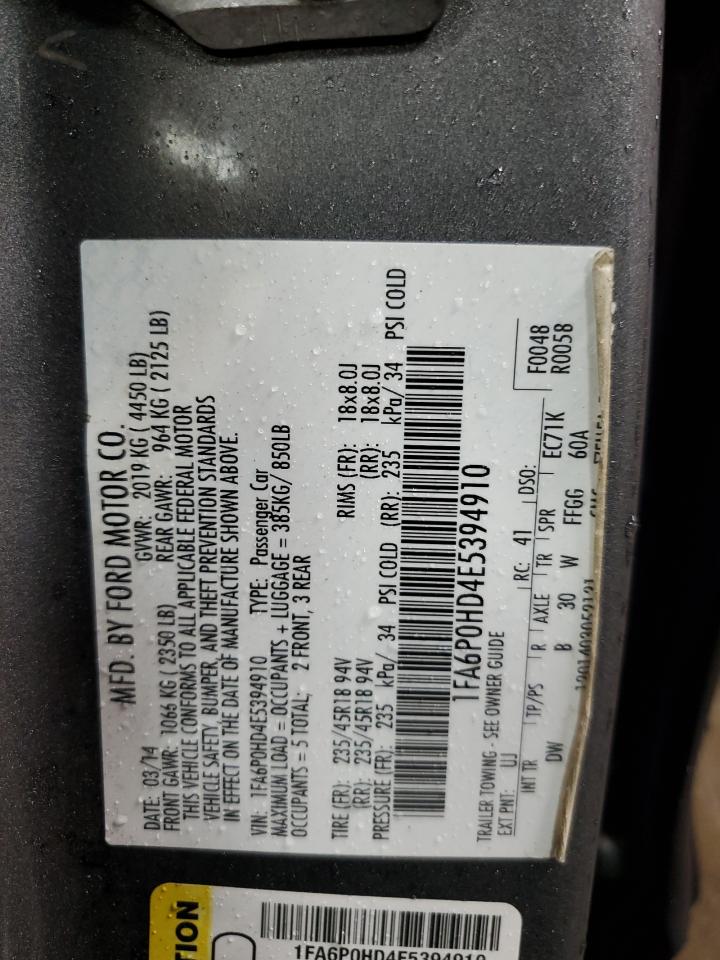 MFD. BY FORD MOTOR CO.
DATE: 03/14 GVWR: 2019 KG ( 4450 LB)
FRONT GAWR: 1066 KG ( 2350 LB) REAR GAWR: 964 KG ( 2125 LB)
THIS VEHICLE CONFORMS TO ALL APPLICABLE FEDERAL MOTOR
VEHICLE SAFETY, BUMPER, AND THEFT PREVENTION STANDARDS
IN EFFECT ON THE DATE OF MANUFACTURE SHOWN ABOVE.
VIN: 1FA6P0HD4E5394910 TYPE: Passenger Car
MAXIMUM LOAD = OCCUPANTS + LUGGAGE = 385KG/ 850LB
OCCUPANTS = 5 TOTAL; 2 FRONT, 3 REAR
TIRE (FR): 235/45R18 94V RIMS (FR): 18x8.0J
(RR): 235/45R18 94V (RR): 18x8.0J
PRESSURE (FR): 235 kPa/ 34 PSI COLD (RR): 235 kPa/ 34 PSI COLD
1FA6P0HD4E5394910
TRAILER TOWING - SEE OWNER GUIDE
EXT PNT: UJ RC: 41 DSO: F0048
R0058
INT TR TP/PS R AXLE TR SPR EC71K
DW B 30 W FFGG 60A
TION
1FA6P0HD4E5394910